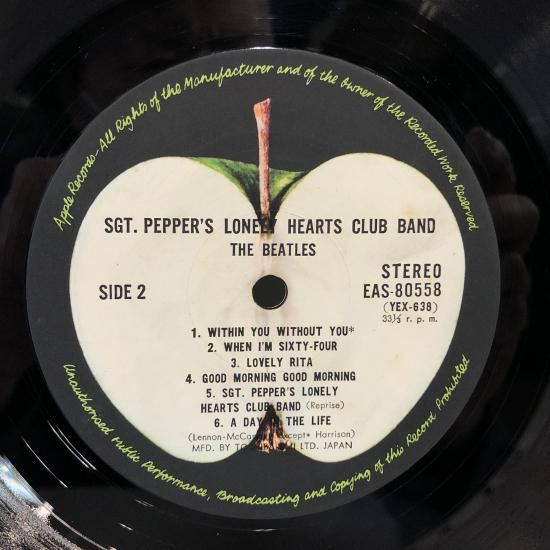 Apple Records—All Rights of the Manufacturer and of the Owner of the Recorded Work Reserved
SGT. PEPPER'S LONELY HEARTS CLUB BAND
THE BEATLES
SIDE 2
STEREO
EAS-80558
(YEX-638)
33⅓ r. p. m.
1. WITHIN YOU WITHOUT YOU*
2. WHEN I'M SIXTY-FOUR
3. LOVELY RITA
4. GOOD MORNING GOOD MORNING
5. SGT. PEPPER'S LONELY
HEARTS CLUB BAND (Reprise)
6. A DAY IN THE LIFE
(Lennon-McCartney except* Harrison)
MFD. BY LTD. JAPAN
Unauthorised Public Performance, Broadcasting and Copying of this Record Prohibited